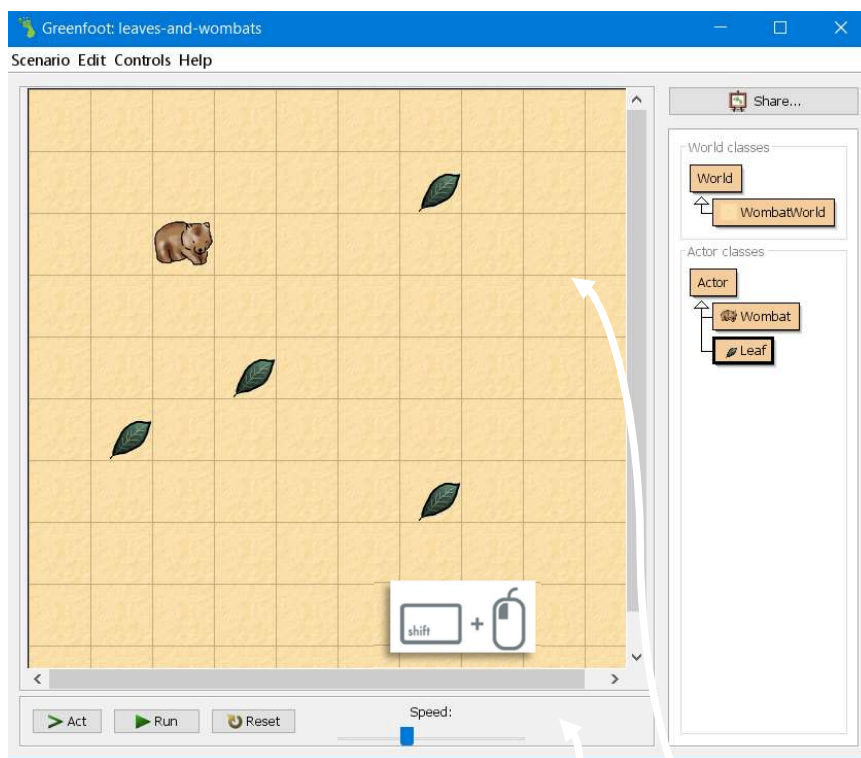 Greenfoot: leaves-and-wombats
Scenario Edit Controls Help
Share...
World classes
World
WombatWorld
Actor classes
Actor
Wombat
Leaf
shift
+
Act
Run
Reset
Speed: